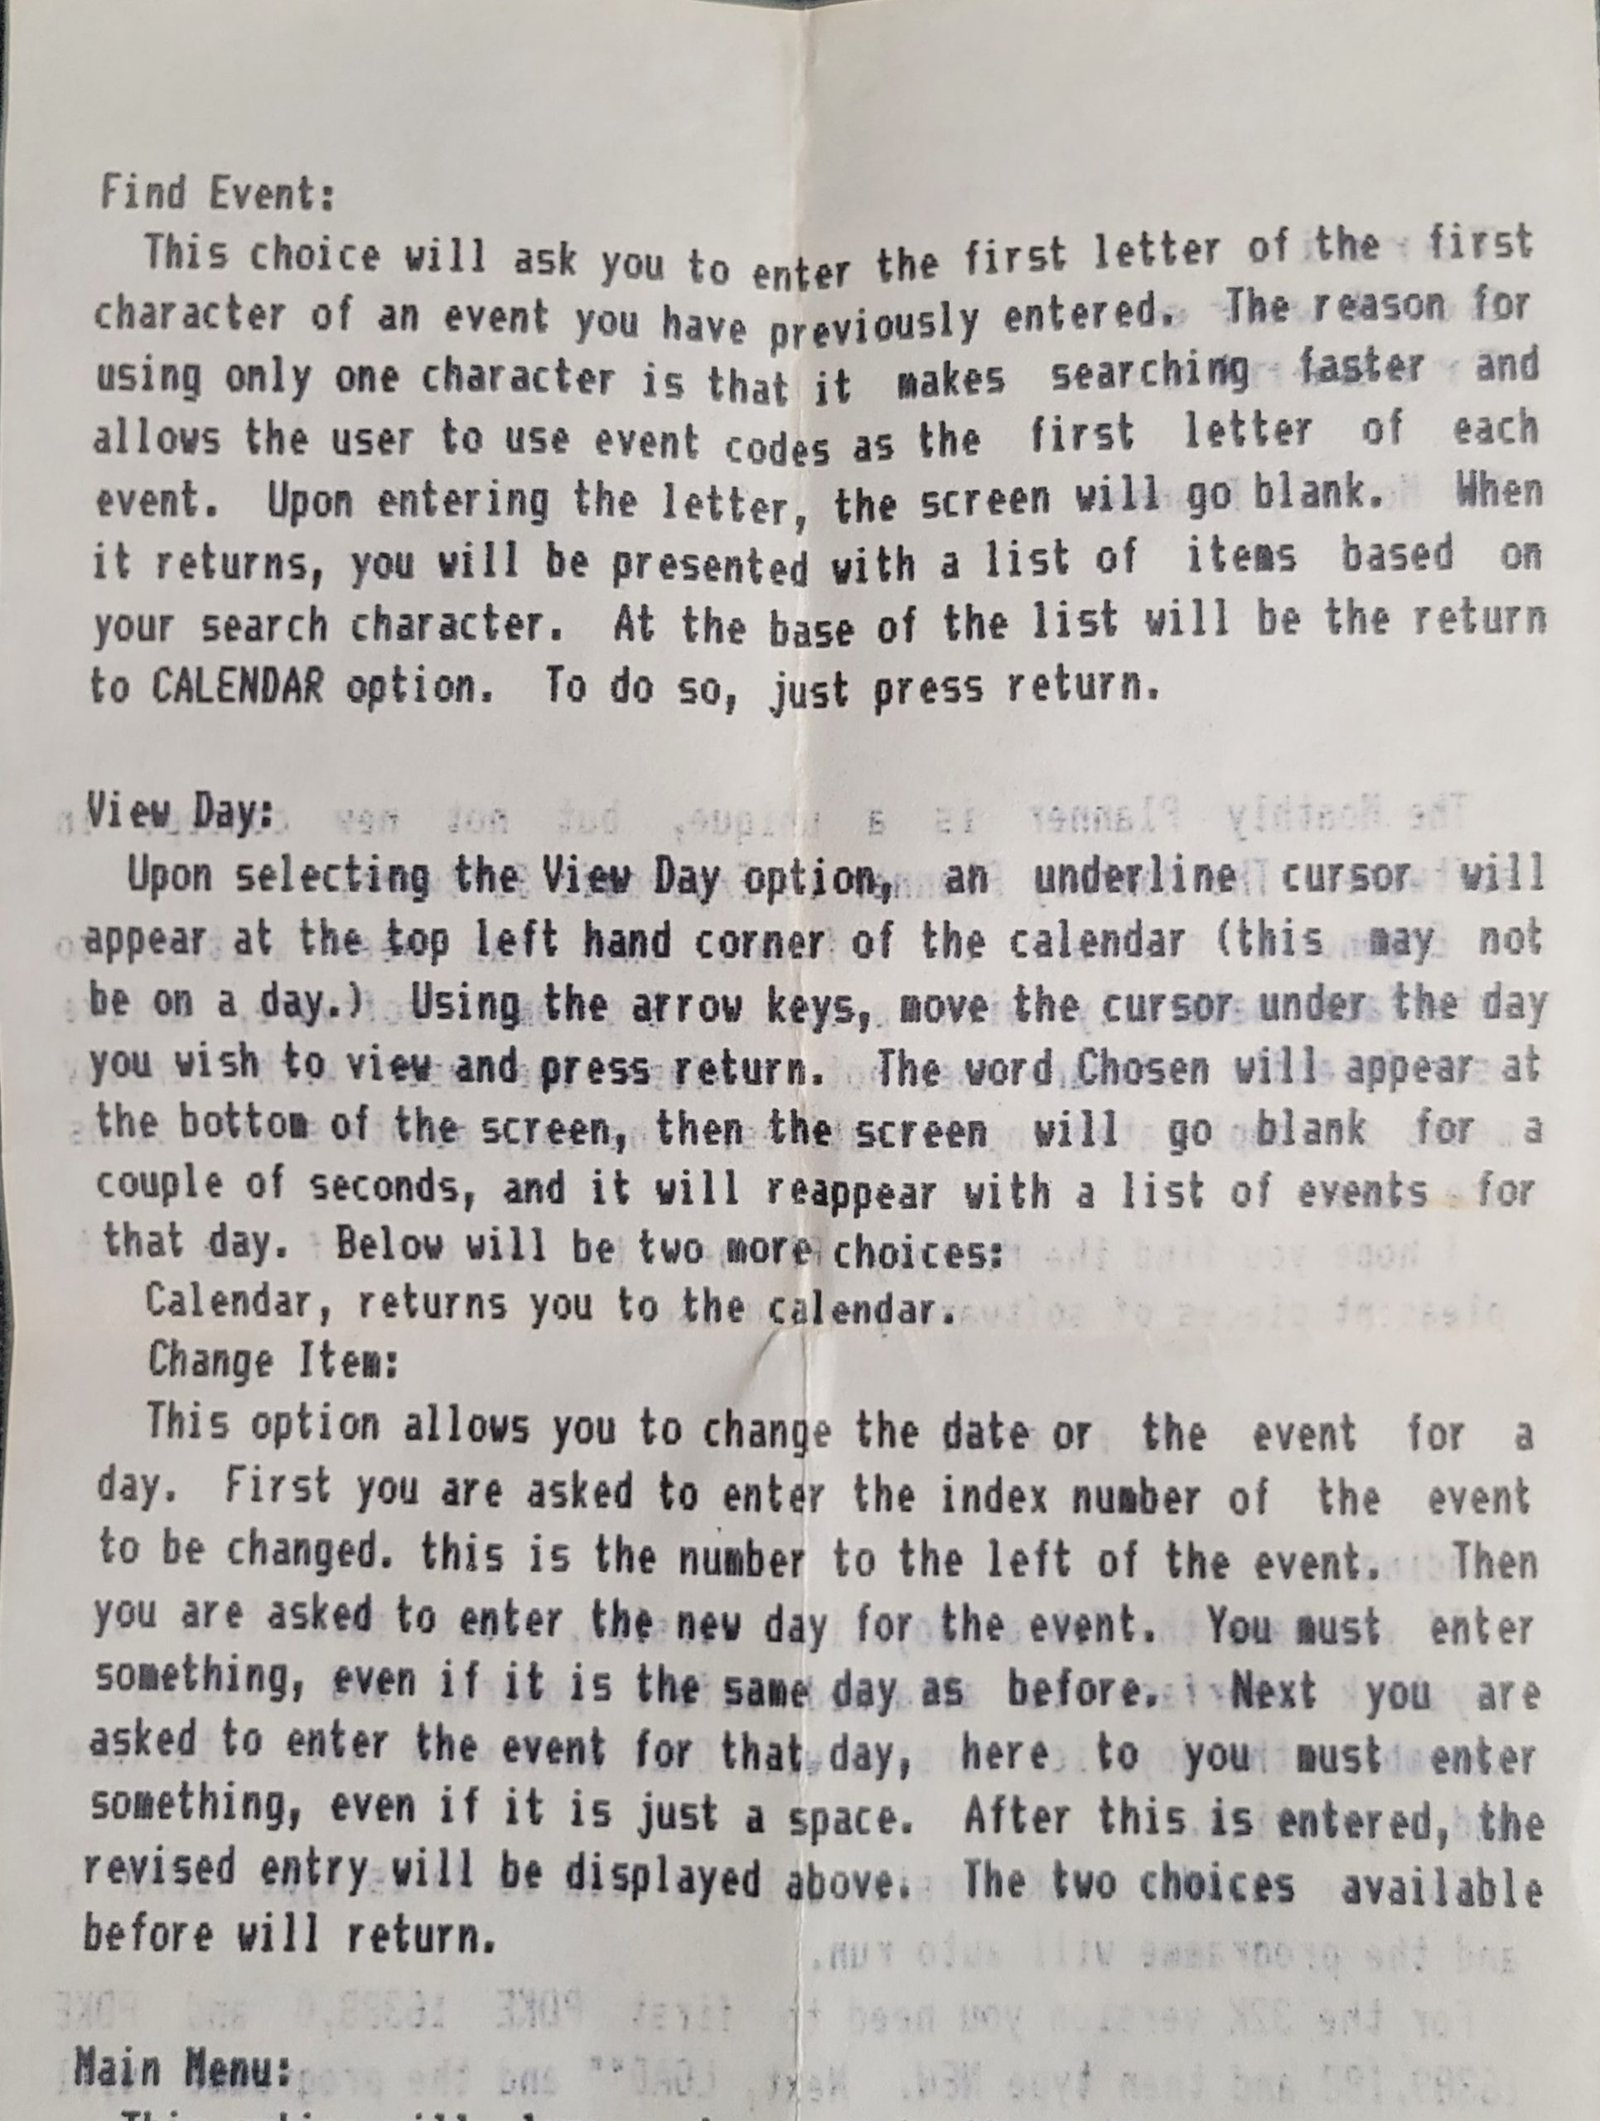 Find Event:
This choice will ask you to enter the first letter of the first
character of an event you have previously entered. The reason for
using only one character is that it makes searching faster and
allows the user to use event codes as the first letter of each
event. Upon entering the letter, the screen will go blank. When
it returns, you will be presented with a list of items based on
your search character. At the base of the list will be the return
to CALENDAR option. To do so, just press return.
View Day:
Upon selecting the View Day option, an underline cursor will
appear at the top left hand corner of the calendar (this may not
be on a day.) Using the arrow keys, move the cursor under the day
you wish to view and press return. The word Chosen will appear at
the bottom of the screen, then the screen will go blank for a
couple of seconds, and it will reappear with a list of events for
that day. Below will be two more choices:
Calendar, returns you to the calendar.
Change Item:
This option allows you to change the date or the event for a
day. First you are asked to enter the index number of the event
to be changed. this is the number to the left of the event. Then
you are asked to enter the new day for the event. You must enter
something, even if it is the same day as before. Next you are
asked to enter the event for that day, here to you must enter
something, even if it is just a space. After this is entered, the
revised entry will be displayed above. The two choices available
before will return.
Main Menu: